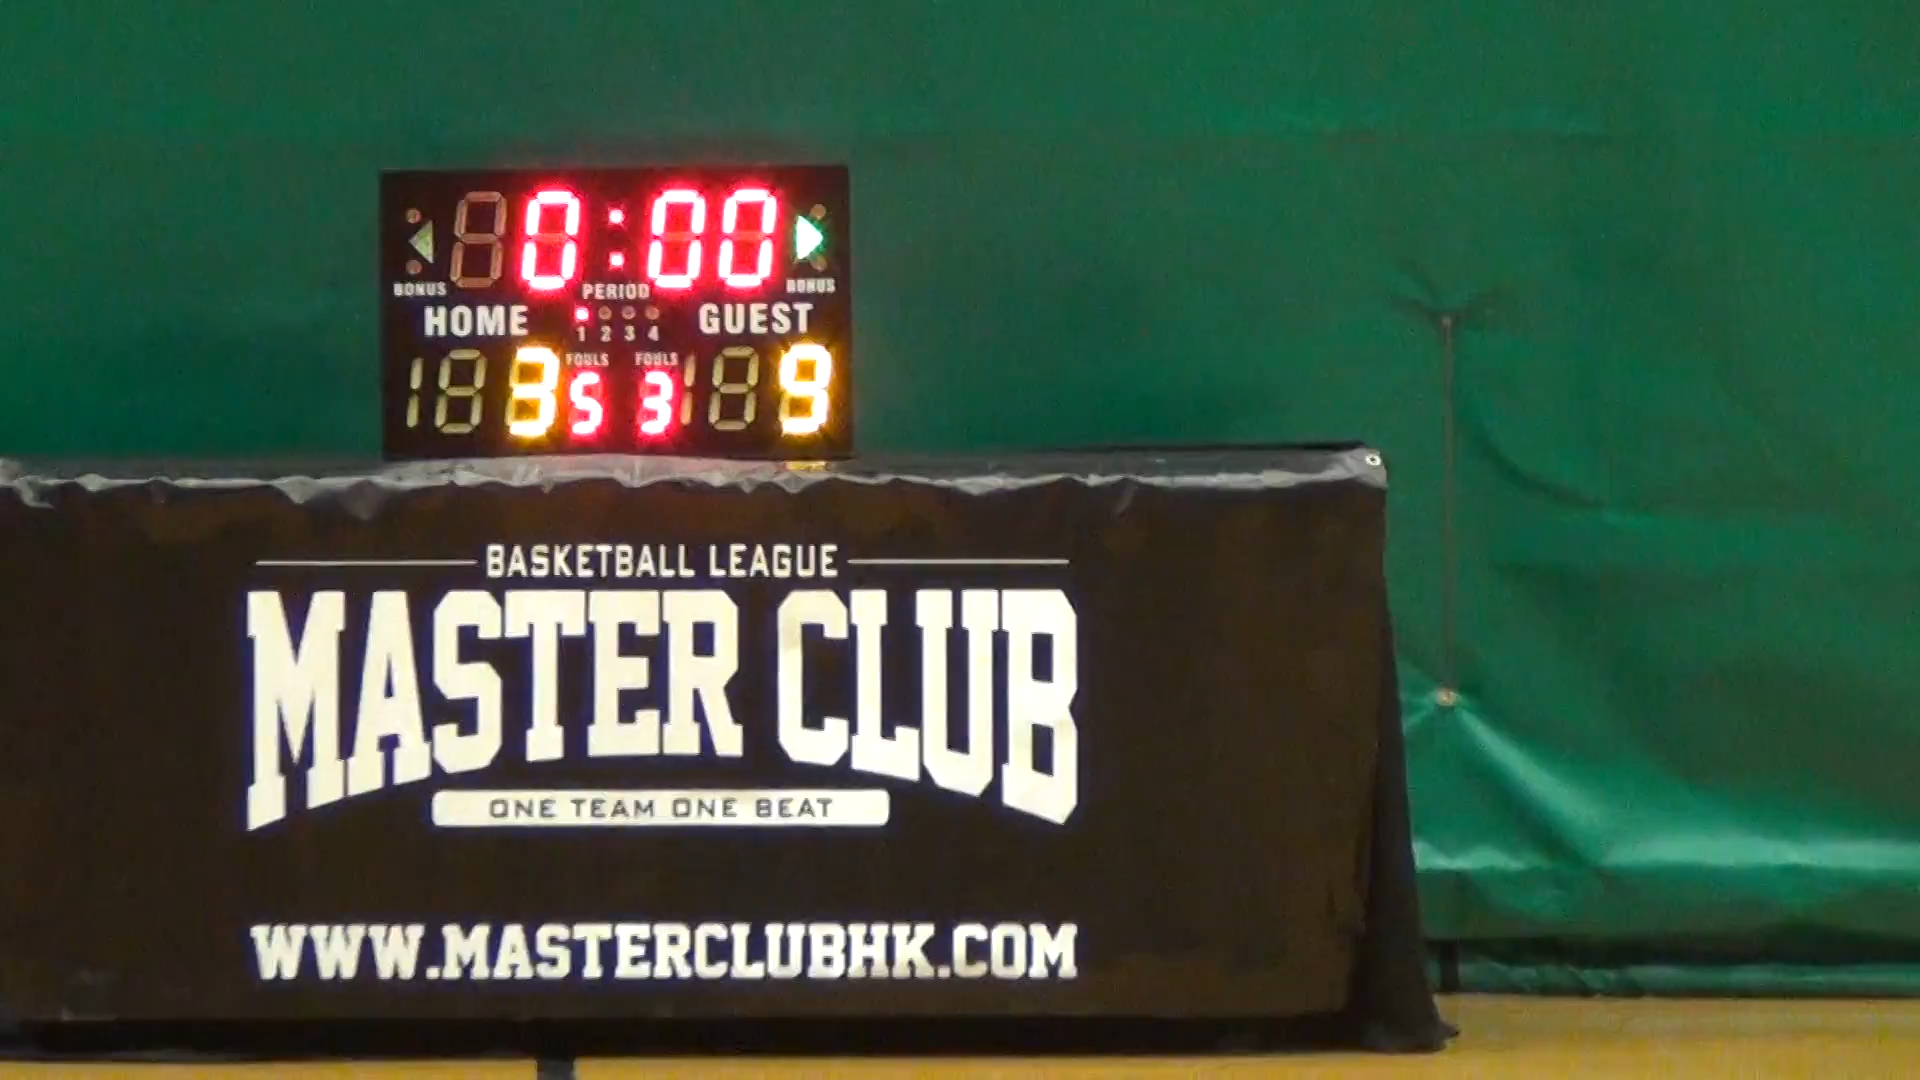 0:00
BONUS PERIOD BONUS
HOME GUEST
1 2 3 4
FOULS FOULS
3 5 3 9
BASKETBALL LEAGUE
MASTER CLUB
ONE TEAM ONE BEAT
WWW.MASTERCLUBHK.COM